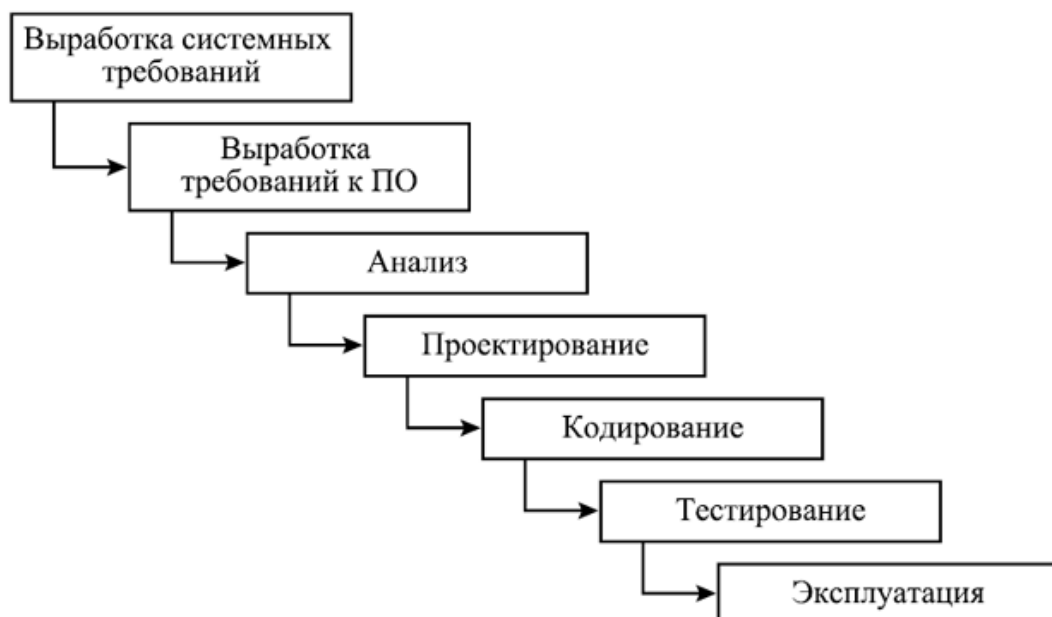 Выработка системных
требований
Выработка
требований к ПО
Анализ
Проектирование
Кодирование
Тестирование
Эксплуатация